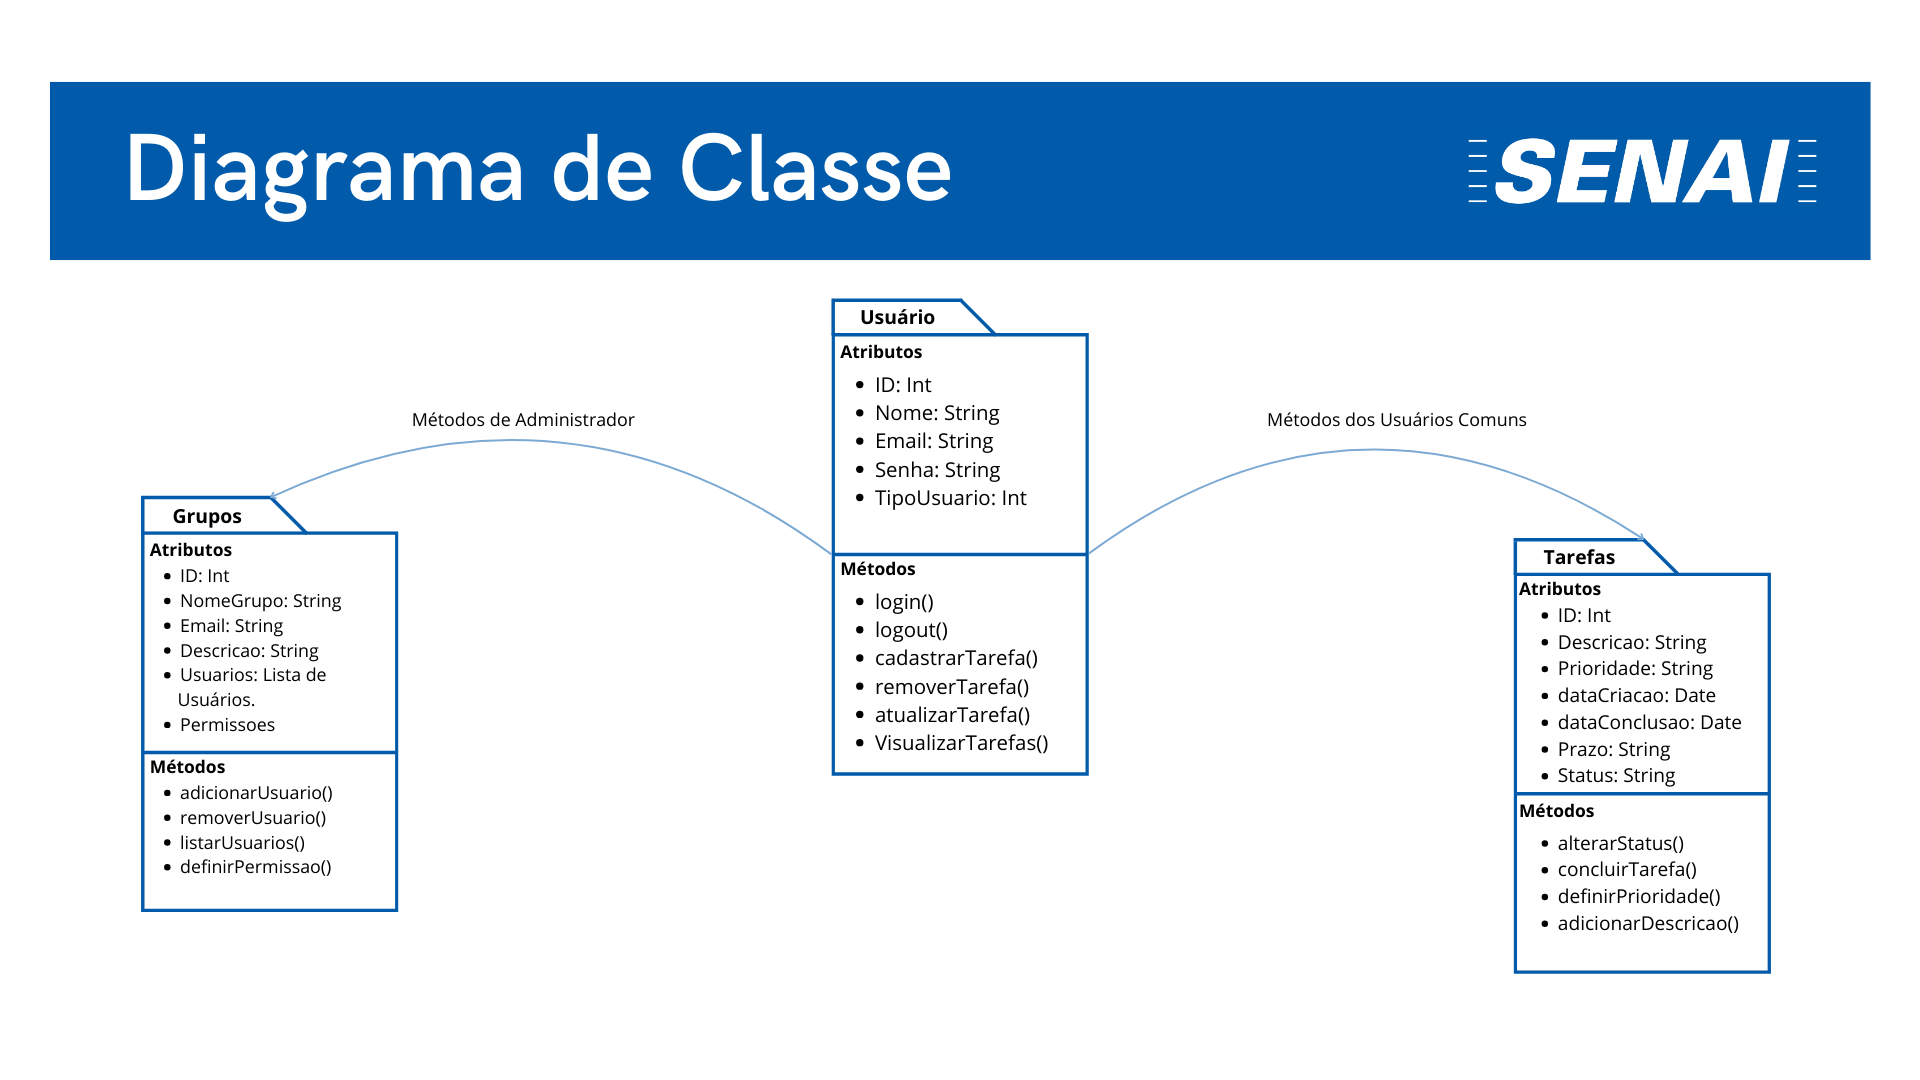 Diagrama de Classe
SENAI
Usuário
Atributos
• ID: Int
• Nome: String
• Email: String
• Senha: String
• TipoUsuario: Int
Métodos
• login()
• logout()
• cadastrarTarefa()
• removerTarefa()
• atualizarTarefa()
• VisualizarTarefas()
Métodos de Administrador
Métodos dos Usuários Comuns
Grupos
Atributos
• ID: Int
• NomeGrupo: String
• Email: String
• Descricao: String
• Usuarios: Lista de
Usuários.
• Permissoes
Métodos
• adicionarUsuario()
• removerUsuario()
• listarUsuarios()
• definirPermissao()
Tarefas
Atributos
• ID: Int
• Descricao: String
• Prioridade: String
• dataCriacao: Date
• dataConclusao: Date
• Prazo: String
• Status: String
Métodos
• alterarStatus()
• concluirTarefa()
• definirPrioridade()
• adicionarDescricao()